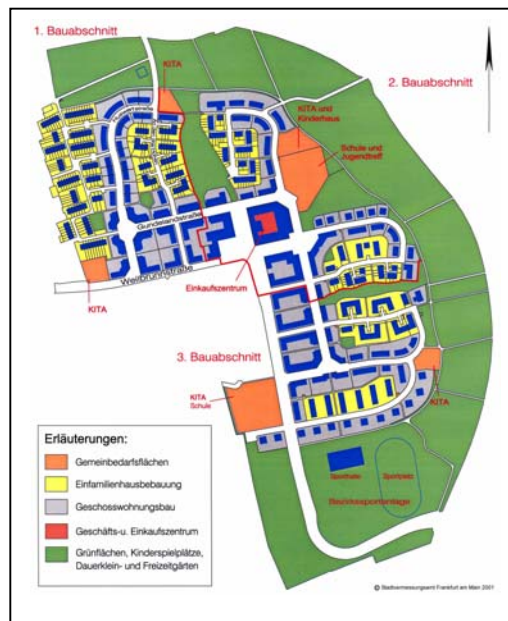 1. Bauabschnitt
KITA
2. Bauabschnitt
KITA und
Kinderhaus
Schule und
Jugendtreff
Gundelandstraße
Weilbrunnstraße
Einkaufszentrum
KITA
3. Bauabschnitt
KITA
Schule
KITA
Sporthalle
Sportplatz
Bezirkssportanlage
Erläuterungen:
Gemeinbedarfsflächen
Einfamilienhausbebauung
Geschosswohnungsbau
Geschäfts-u. Einkaufszentrum
Grünflächen, Kinderspielplätze,
Dauerklein- und Freizeitgärten
© Stadtvermessungsamt Frankfurt am Main 2001